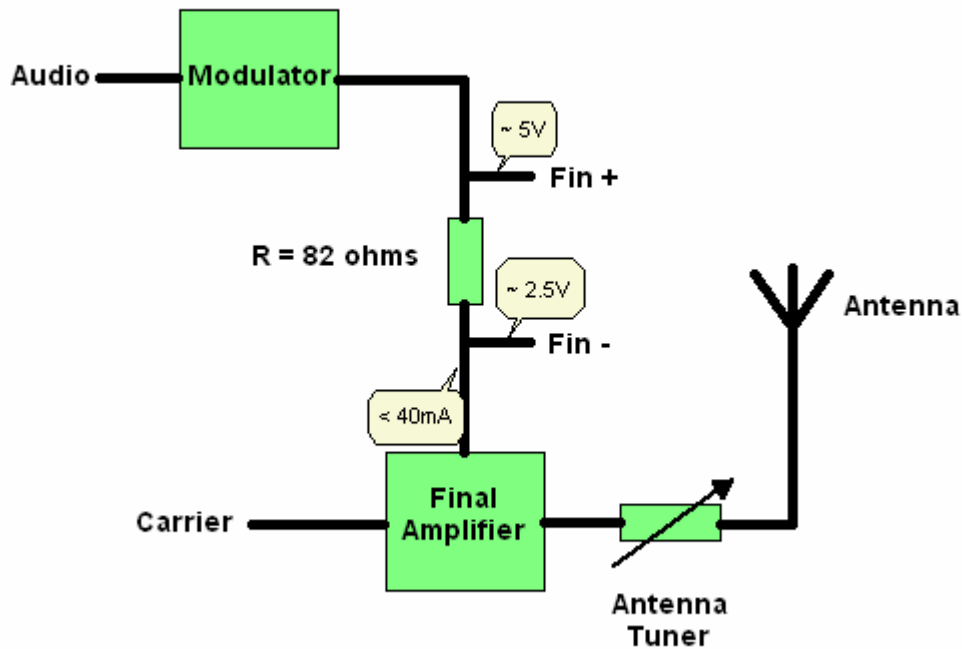 Audio
Modulator
~ 5V
Fin +
R = 82 ohms
~ 2.5V
Fin -
Antenna
< 40mA
Final
Amplifier
Carrier
Antenna
Tuner